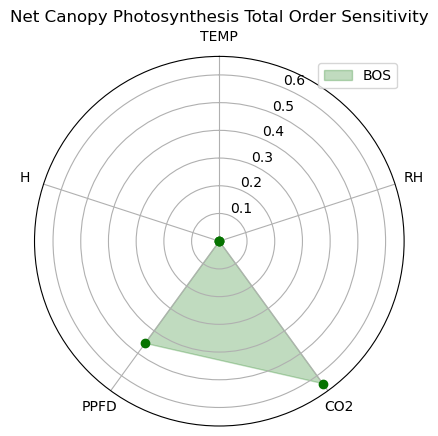 Net Canopy Photosynthesis Total Order Sensitivity
TEMP
BOS
0.6
0.5
0.4
0.3
0.2
0.1
H
RH
PPFD
CO2